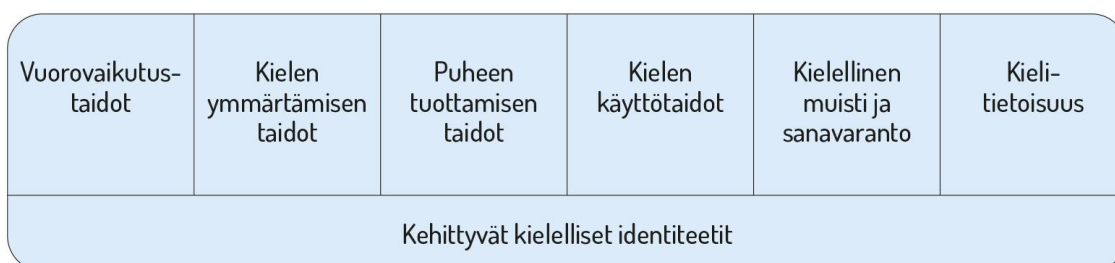 Vuorovaikutus-
taidot
Kielen
ymmärtämisen
taidot
Puheen
tuottamisen
taidot
Kielen
käyttötaidot
Kielellinen
muisti ja
sanavaranto
Kieli-
tietoisuus
Kehittyvät kielelliset identiteetit